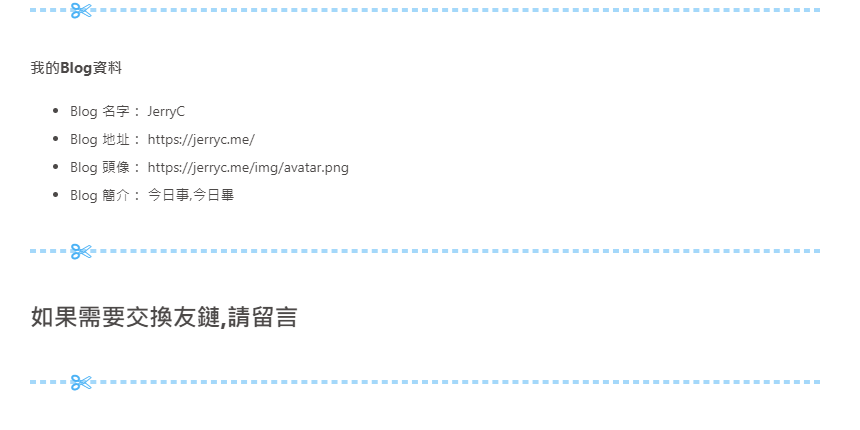 我的Blog資料
Blog 名字： JerryC
Blog 地址： https://jerryc.me/
Blog 頭像： https://jerryc.me/img/avatar.png
Blog 簡介： 今日事,今日畢
如果需要交換友鏈,請留言